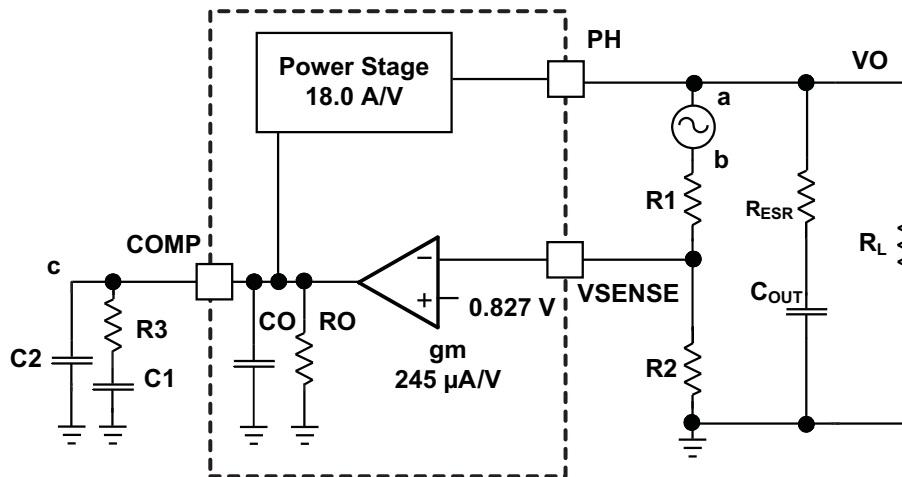 PH
Power Stage
18.0 A/V
VO
a
b
R1
RESR
RL
COMP
c
VSENSE
0.827 V
R3
CO
RO
COUT
C2
C1
gm
245 µA/V
R2